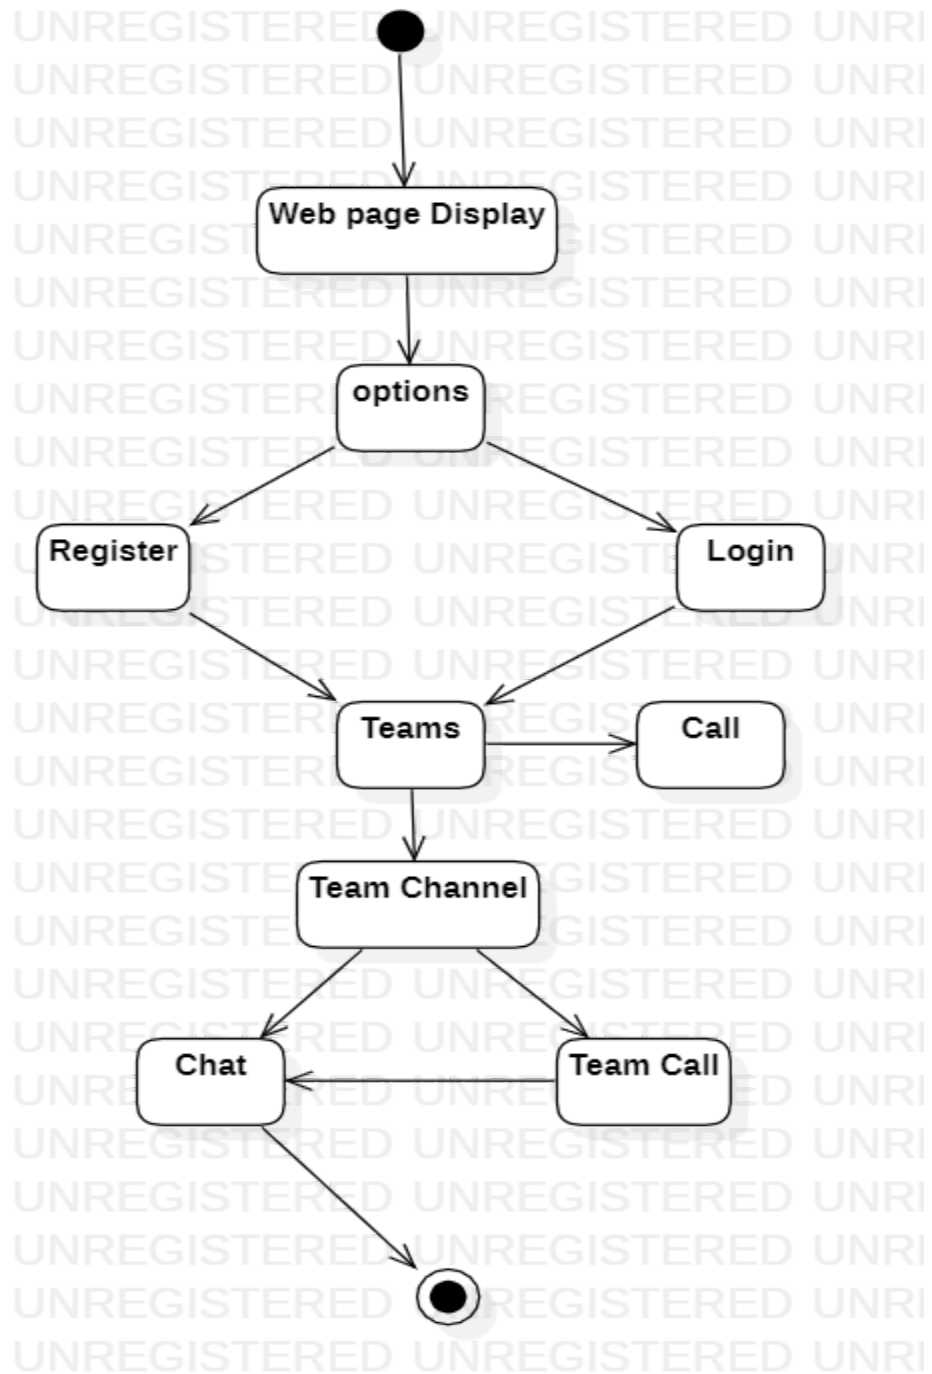 Web page Display
options
Register
Login
Teams
Call
Team Channel
Chat
Team Call